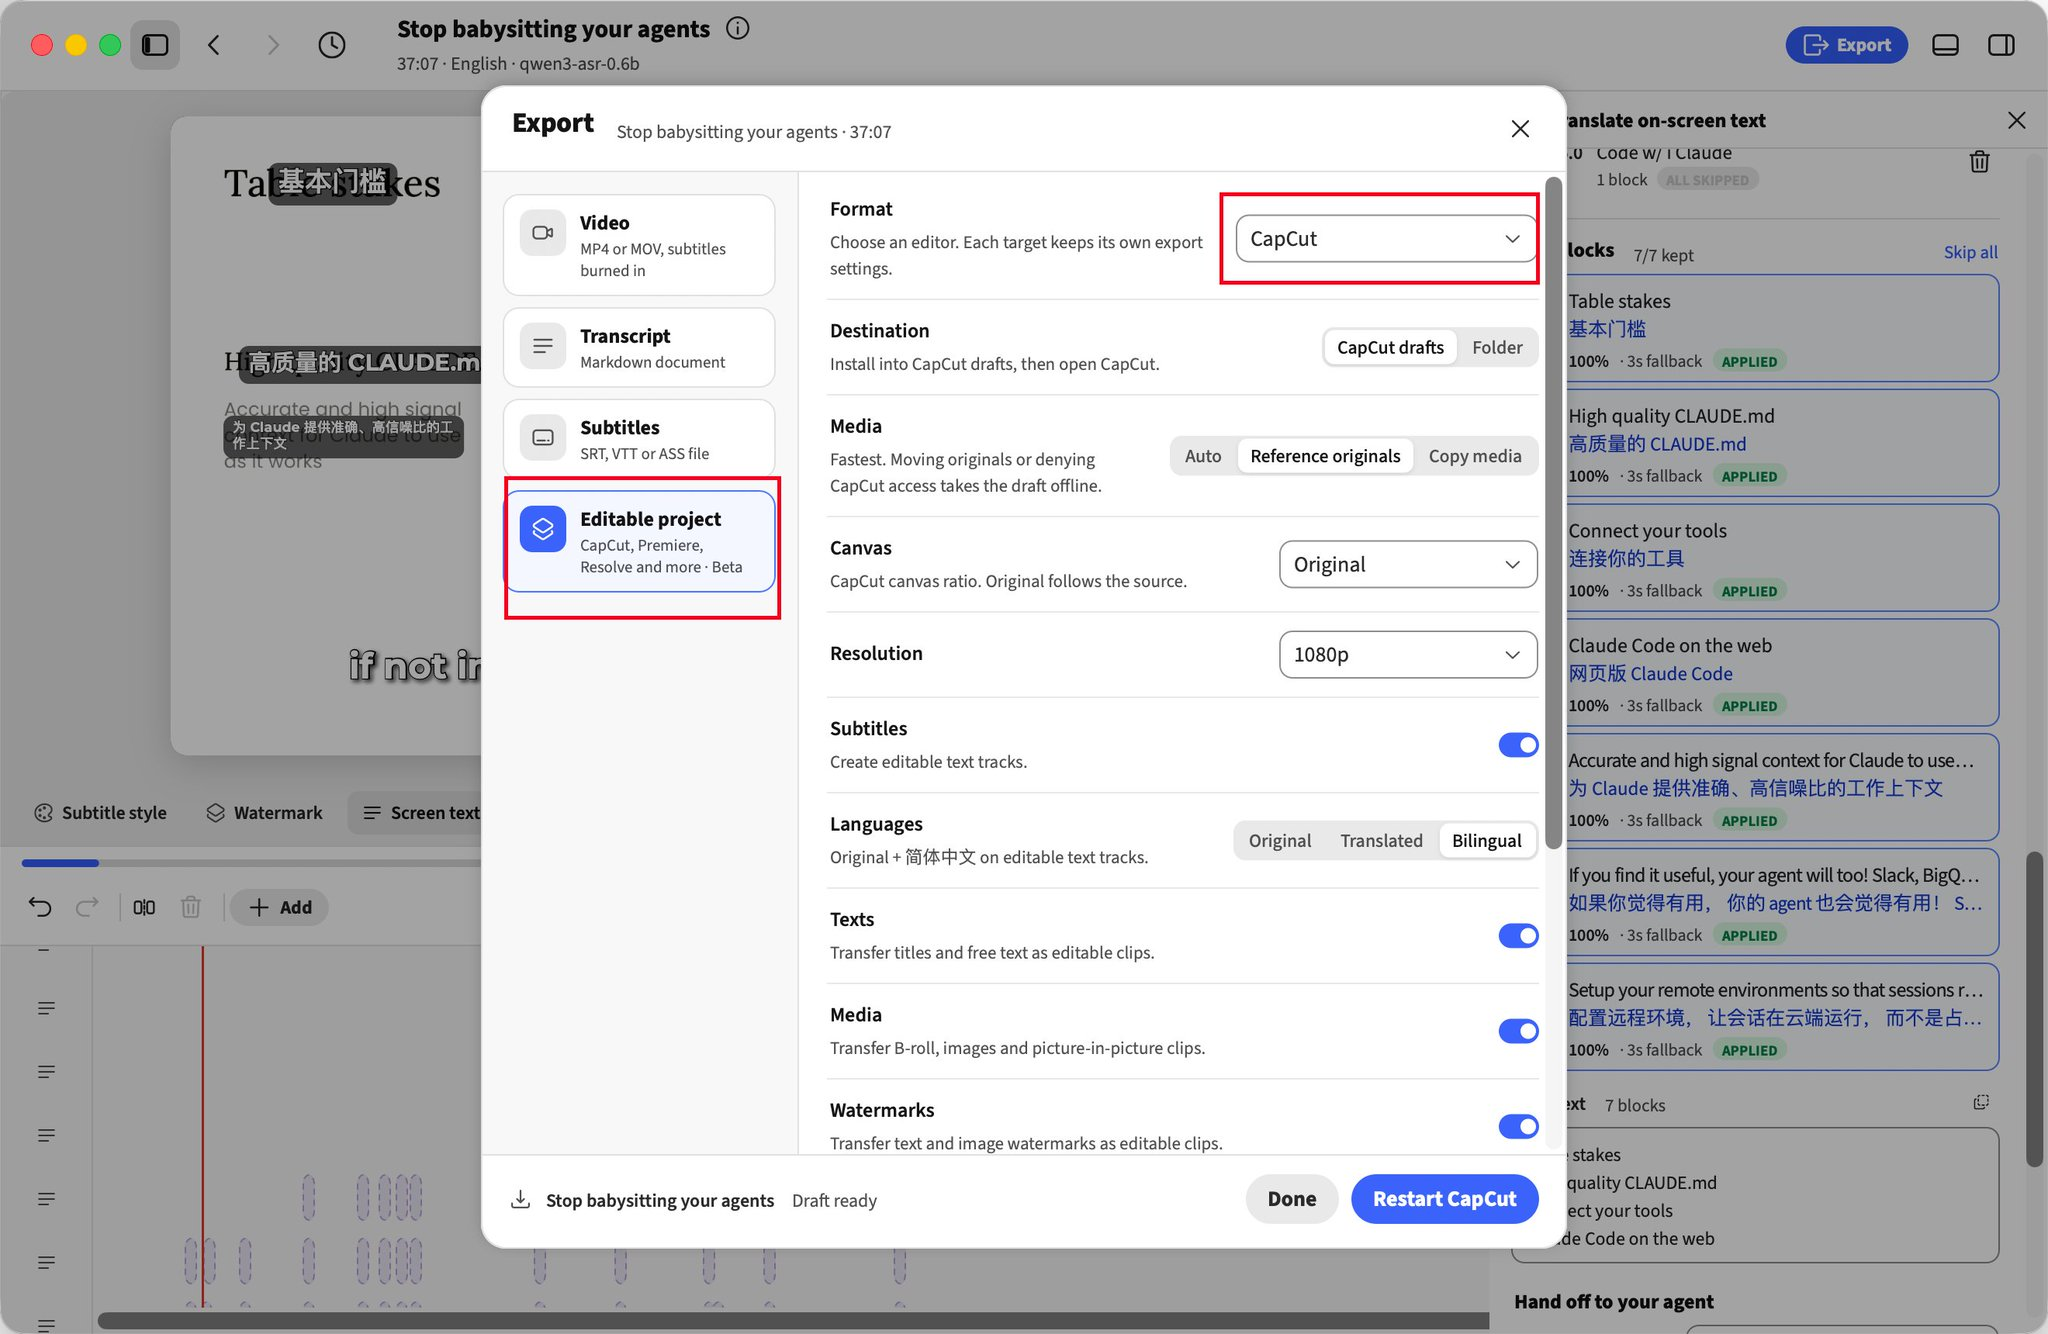 Stop babysitting your agents
37:07 · English · qwen3-asr-0.6b
Export
Table stakes
基本门槛
高质量的 CLAUDE.m
Accurate and high signal
为 Claude 提供准确、高信噪比的工
作上下文
as it works
if not in
Subtitle style
Watermark
Screen text
Add
Export
Stop babysitting your agents · 37:07
Video
MP4 or MOV, subtitles
burned in
Transcript
Markdown document
Subtitles
SRT, VTT or ASS file
Editable project
CapCut, Premiere,
Resolve and more · Beta
Format
Choose an editor. Each target keeps its own export
settings.
CapCut
Destination
Install into CapCut drafts, then open CapCut.
CapCut drafts
Folder
Media
Fastest. Moving originals or denying
CapCut access takes the draft offline.
Auto
Reference originals
Copy media
Canvas
CapCut canvas ratio. Original follows the source.
Original
Resolution
1080p
Subtitles
Create editable text tracks.
Languages
Original + 简体中文 on editable text tracks.
Original
Translated
Bilingual
Texts
Transfer titles and free text as editable clips.
Media
Transfer B-roll, images and picture-in-picture clips.
Watermarks
Transfer text and image watermarks as editable clips.
Stop babysitting your agents
Draft ready
Done
Restart CapCut
anslate on-screen text
Code w/ Claude
1 block ALL SKIPPED
locks 7/7 kept
Skip all
Table stakes
基本门槛
100% · 3s fallback APPLIED
High quality CLAUDE.md
高质量的 CLAUDE.md
100% · 3s fallback APPLIED
Connect your tools
连接你的工具
100% · 3s fallback APPLIED
Claude Code on the web
网页版 Claude Code
100% · 3s fallback APPLIED
Accurate and high signal context for Claude to use…
为 Claude 提供准确、高信噪比的工作上下文
100% · 3s fallback APPLIED
If you find it useful, your agent will too! Slack, BigQ…
如果你觉得有用， 你的 agent 也会觉得有用！ S…
100% · 3s fallback APPLIED
Setup your remote environments so that sessions r…
配置远程环境， 让会话在云端运行， 而不是占…
100% · 3s fallback APPLIED
ext 7 blocks
stakes
quality CLAUDE.md
ect your tools
de Code on the web
Hand off to your agent